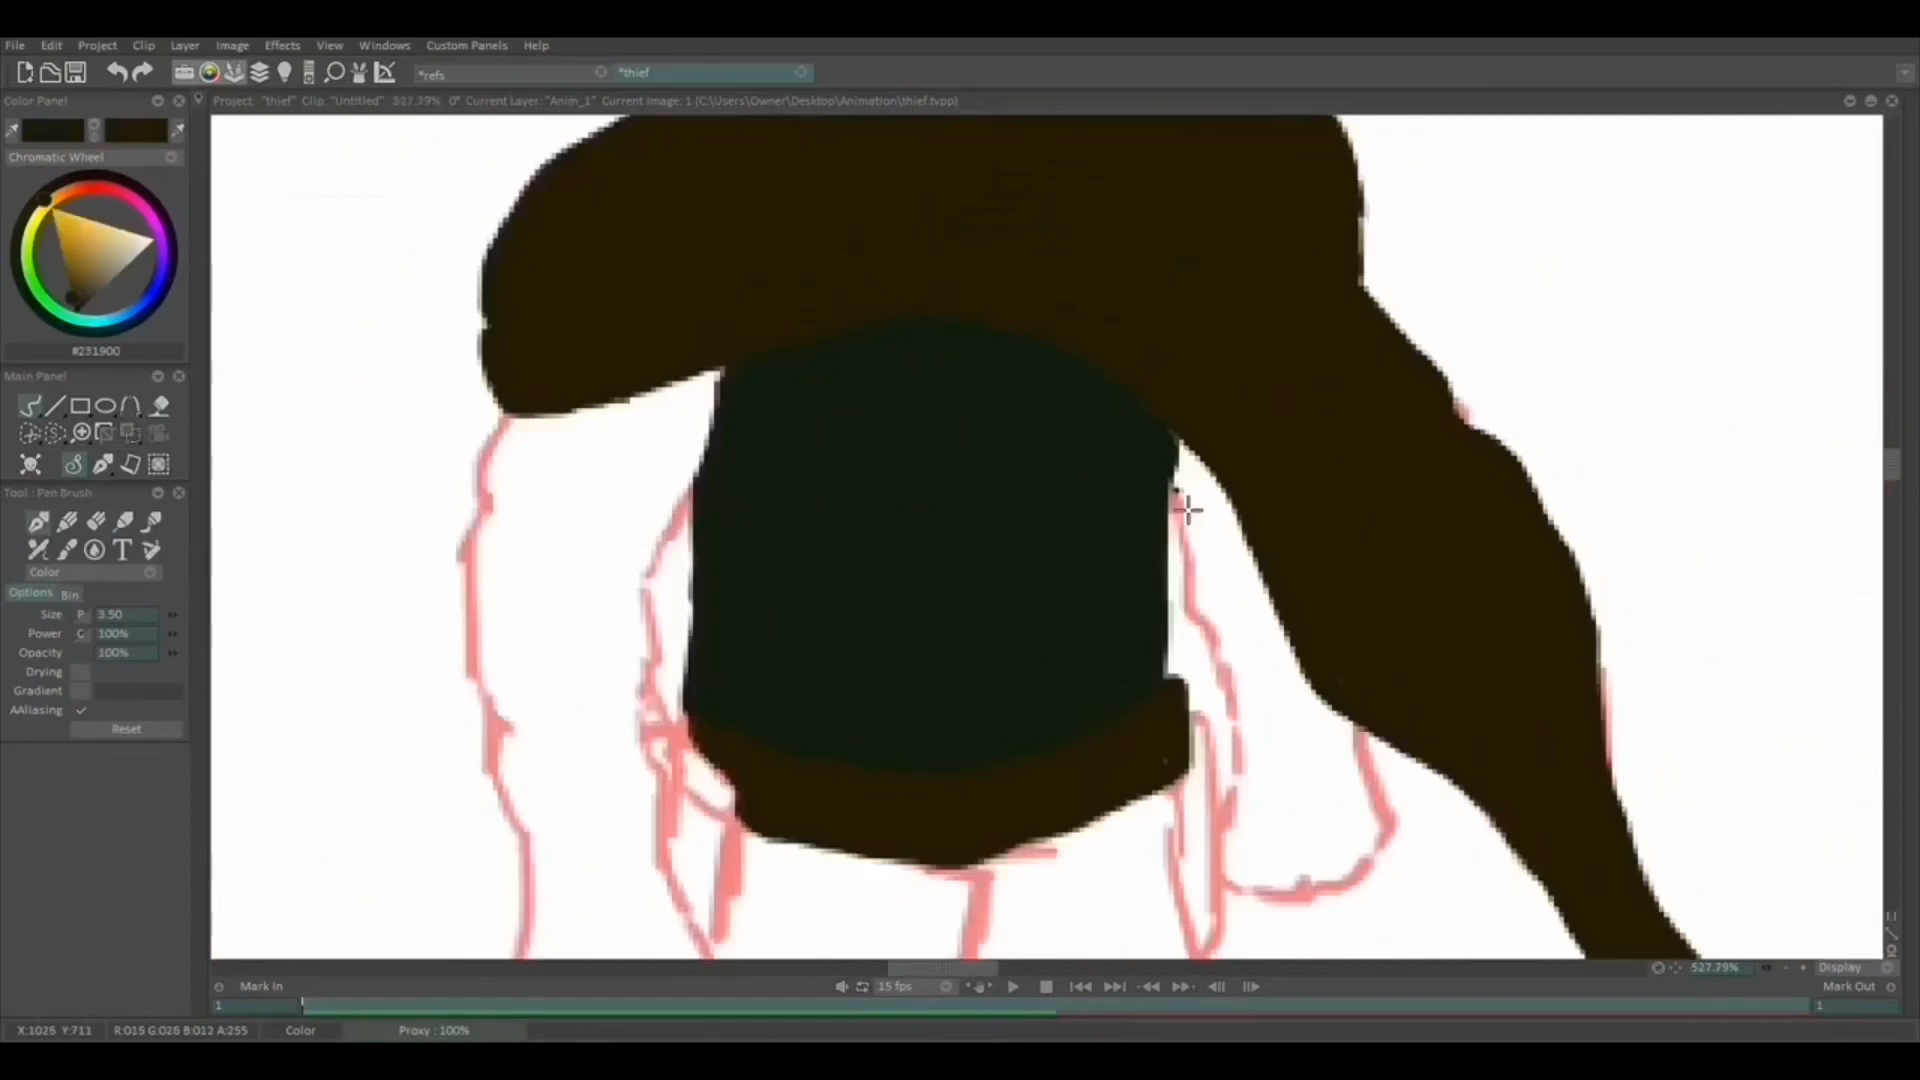 File Edit Project Clip Layer Image Effects View Windows Custom Panels Help
*refs *thief
Color Panel
Project: "thief" Clip. "Untitled" 527.79% 0° Current Layer: "Anim_1" Current Image. 1 [C:\Users\Owner\Desktop\Animation\thief.tvpp]
Chromatic Wheel
#231900
Main Panel
Tool : Pen Brush
Color
Options Bin
Size P 3.50
Power C 100%
Opacity 100%
Drying
Gradient
AAliasing
Reset
527.79% Display
Mark In 15 fps Mark Out
1 1
X:1026 Y:711 R:015 G:026 B:012 A:255 Color Proxy : 100%